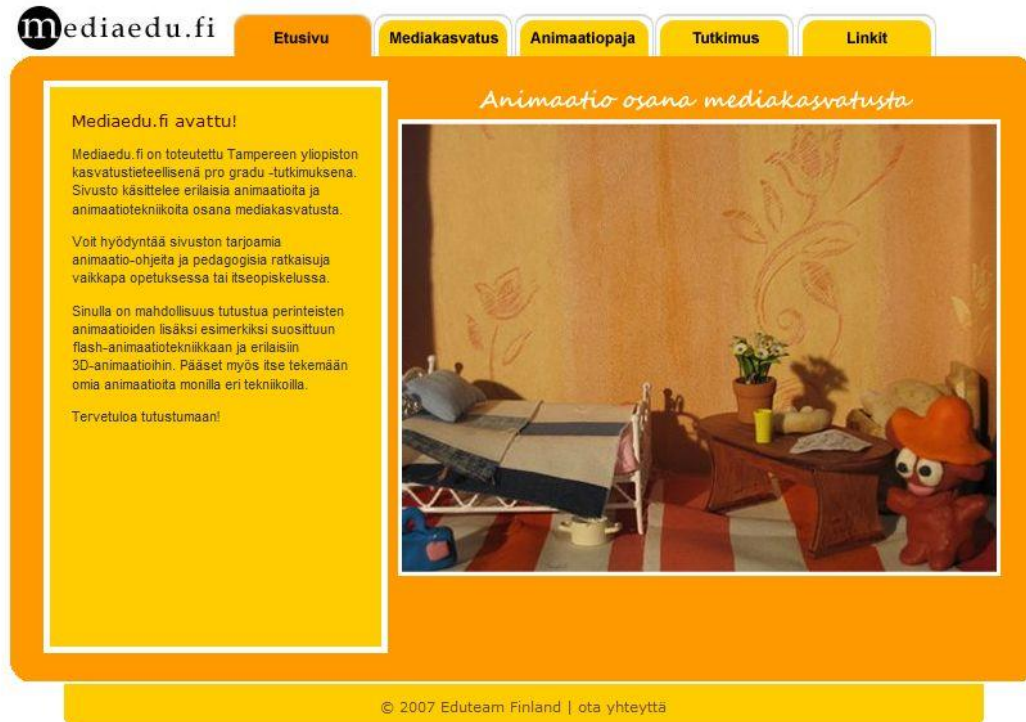 mediaedu.fi
Etusivu
Mediakasvatus
Animaatiopaja
Tutkimus
Linkit
Animaatio osana mediakasvatusta
Mediaedu.fi avattu!
Mediaedu.fi on toteutettu Tampereen yliopiston
kasvatustieteellisenä pro gradu -tutkimuksena.
Sivusto käsittelee erilaisia animaatioita ja
animaatiotekniikoita osana mediakasvatusta.
Voit hyödyntää sivuston tarjoamia
animaatio-ohjeita ja pedagogisia ratkaisuja
vaikkapa opetuksessa tai itseopiskelussa.
Sinulla on mahdollisuus tutustua perinteisten
animaatioiden lisäksi esimerkiksi suosittuun
flash-animaatiotekniikkaan ja erilaisiin
3D-animaatioihin. Pääset myös itse tekemään
omia animaatioita monilla eri tekniikoilla.
Tervetuloa tutustumaan!
© 2007 Eduteam Finland | ota yhteyttä